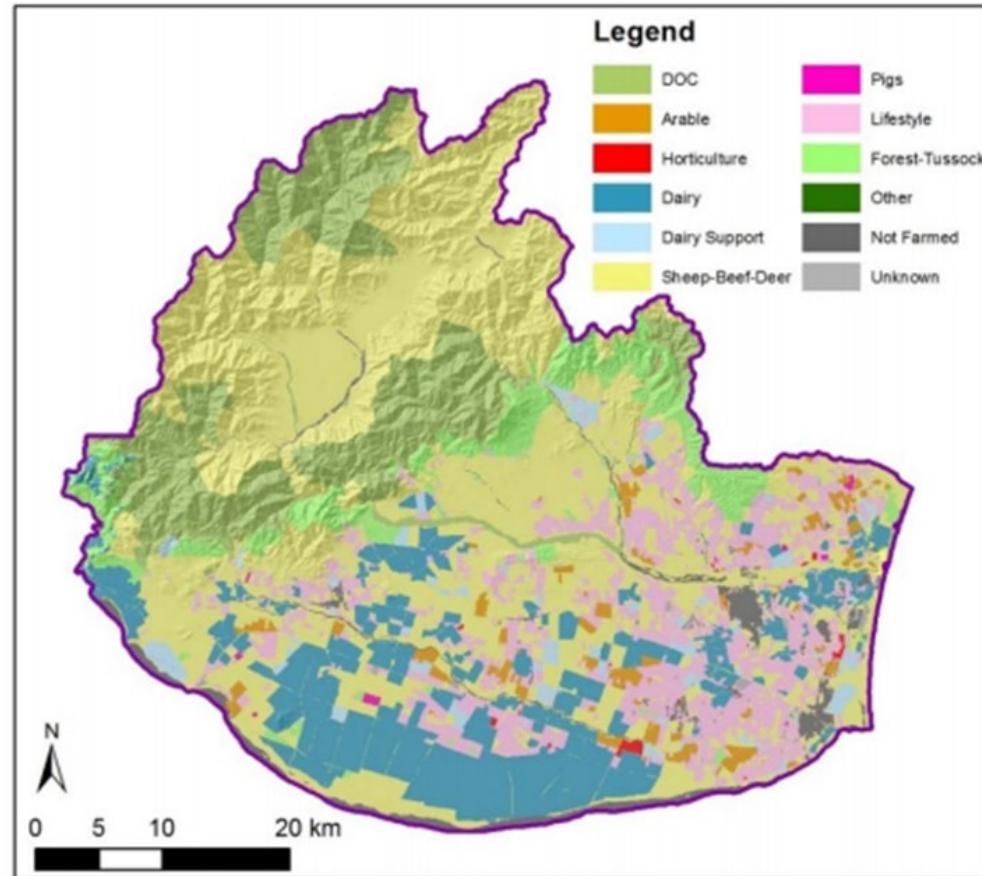 Legend
DOC
Arable
Horticulture
Dairy
Dairy Support
Sheep-Beef-Deer
Pigs
Lifestyle
Forest-Tussock
Other
Not Farmed
Unknown
N
0 5 10 20 km